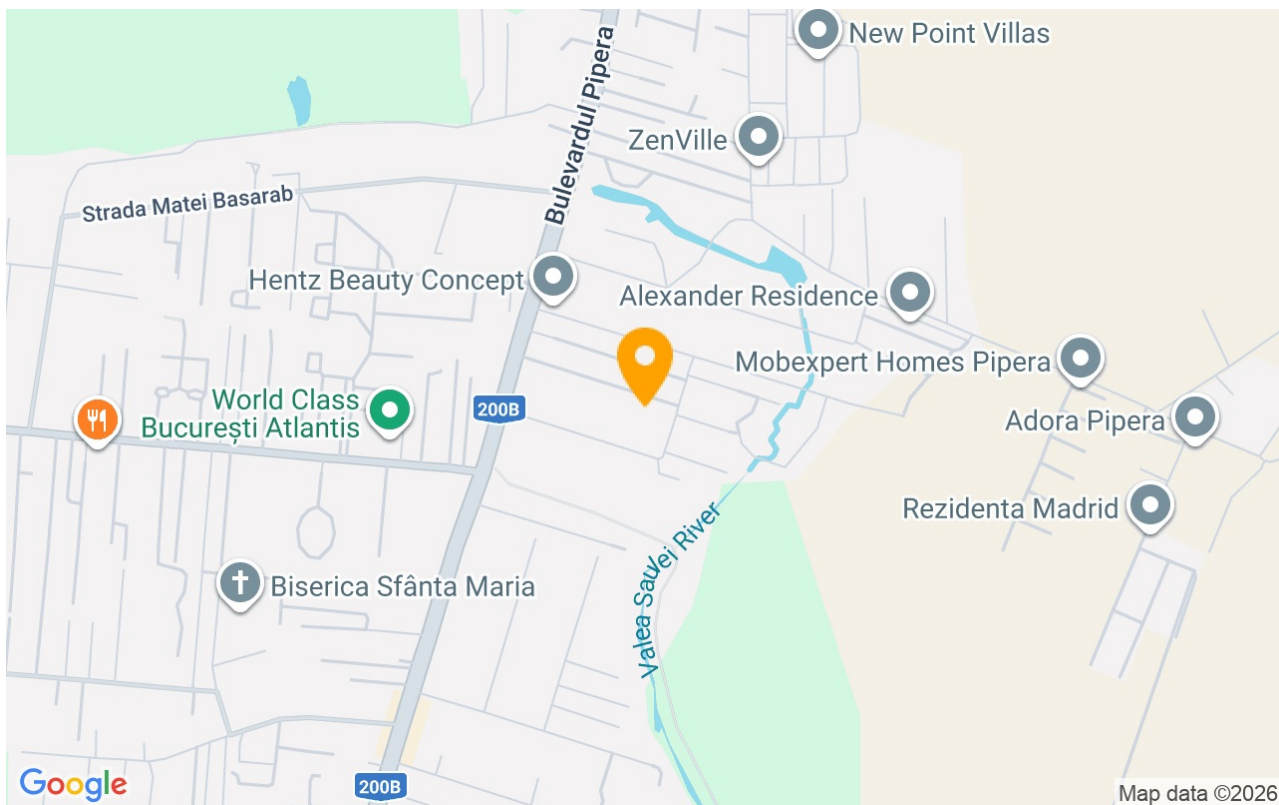 New Point Villas
ZenVille
Bulevardul Pipera
Strada Matei Basarab
Hentz Beauty Concept
Alexander Residence
Mobexpert Homes Pipera
World Class
București Atlantis
200B
Adora Pipera
Rezidenta Madrid
Valea Saulei River
Biserica Sfânta Maria
200B
Google
Map data ©2026